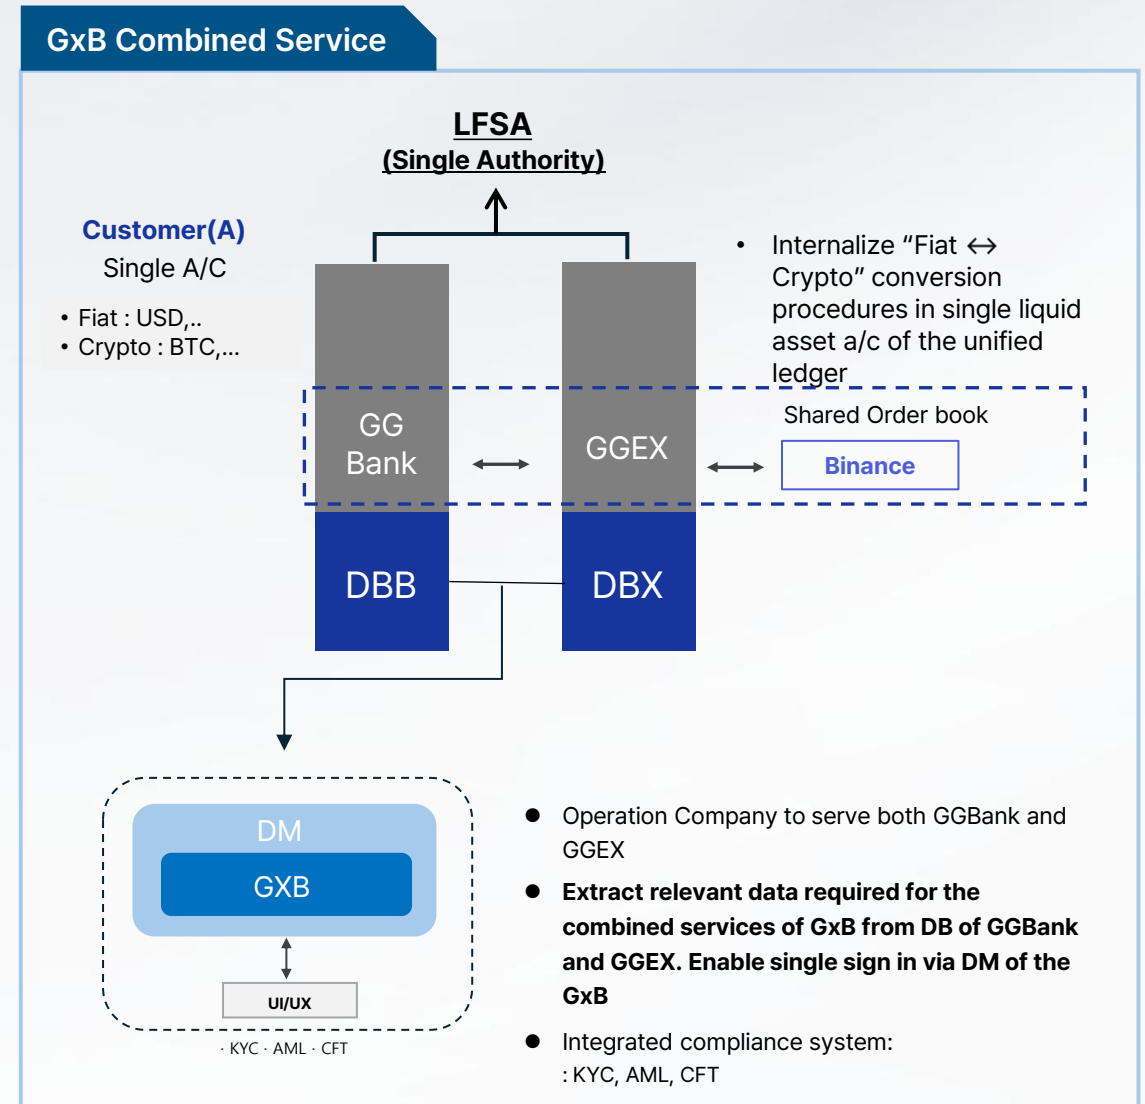 GxB Combined Service
LFSA
(Single Authority)
Customer(A)
Single A/C
• Fiat : USD,..
• Crypto : BTC,...
• Internalize “Fiat ↔
Crypto” conversion
procedures in single liquid
asset a/c of the unified
ledger
GG
Bank
GGEX
Shared Order book
Binance
DBB
DBX
DM
GXB
UI/UX
· KYC · AML · CFT
● Operation Company to serve both GGBank and
GGEX
● Extract relevant data required for the
combined services of GxB from DB of GGBank
and GGEX. Enable single sign in via DM of the
GxB
● Integrated compliance system:
: KYC, AML, CFT